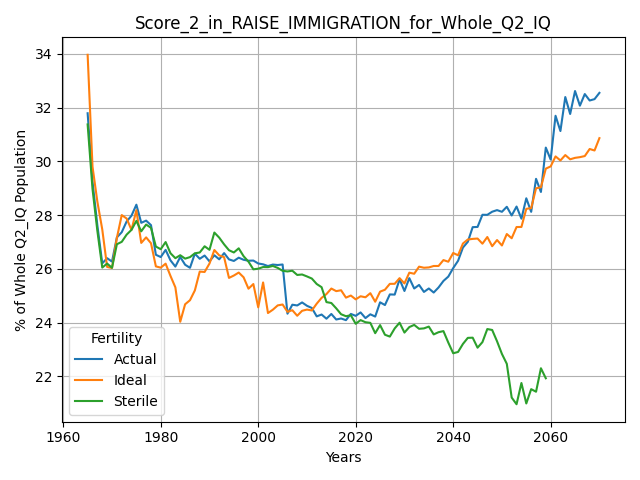 Score_2_in_RAISE_IMMIGRATION_for_Whole_Q2_IQ
% of Whole Q2_IQ Population
34
32
30
28
26
24
22
Fertility
Actual
Ideal
Sterile
1960 1980 2000 2020 2040 2060
Years